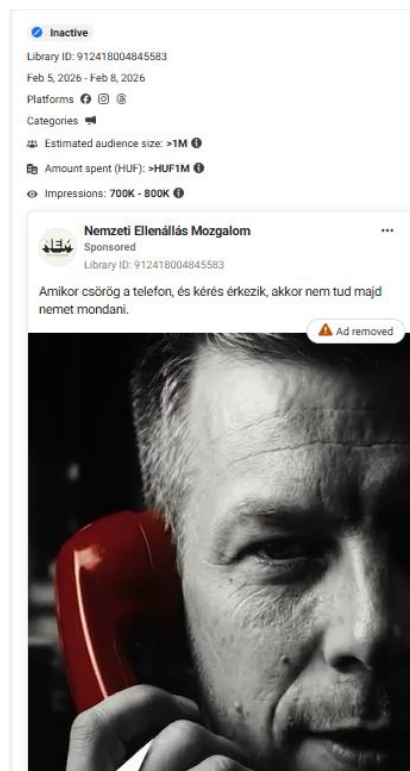 Inactive
Library ID: 912418004845583
Feb 5, 2026 - Feb 8, 2026
Platforms
Categories
Estimated audience size: >1M
Amount spent (HUF): >HUF1M
Impressions: 700K - 800K
NEM
Nemzeti Ellenállás Mozgalom
Sponsored
Library ID: 912418004845583
Amikor csörög a telefon, és kérés érkezik, akkor nem tud majd
nemet mondani.
Ad removed